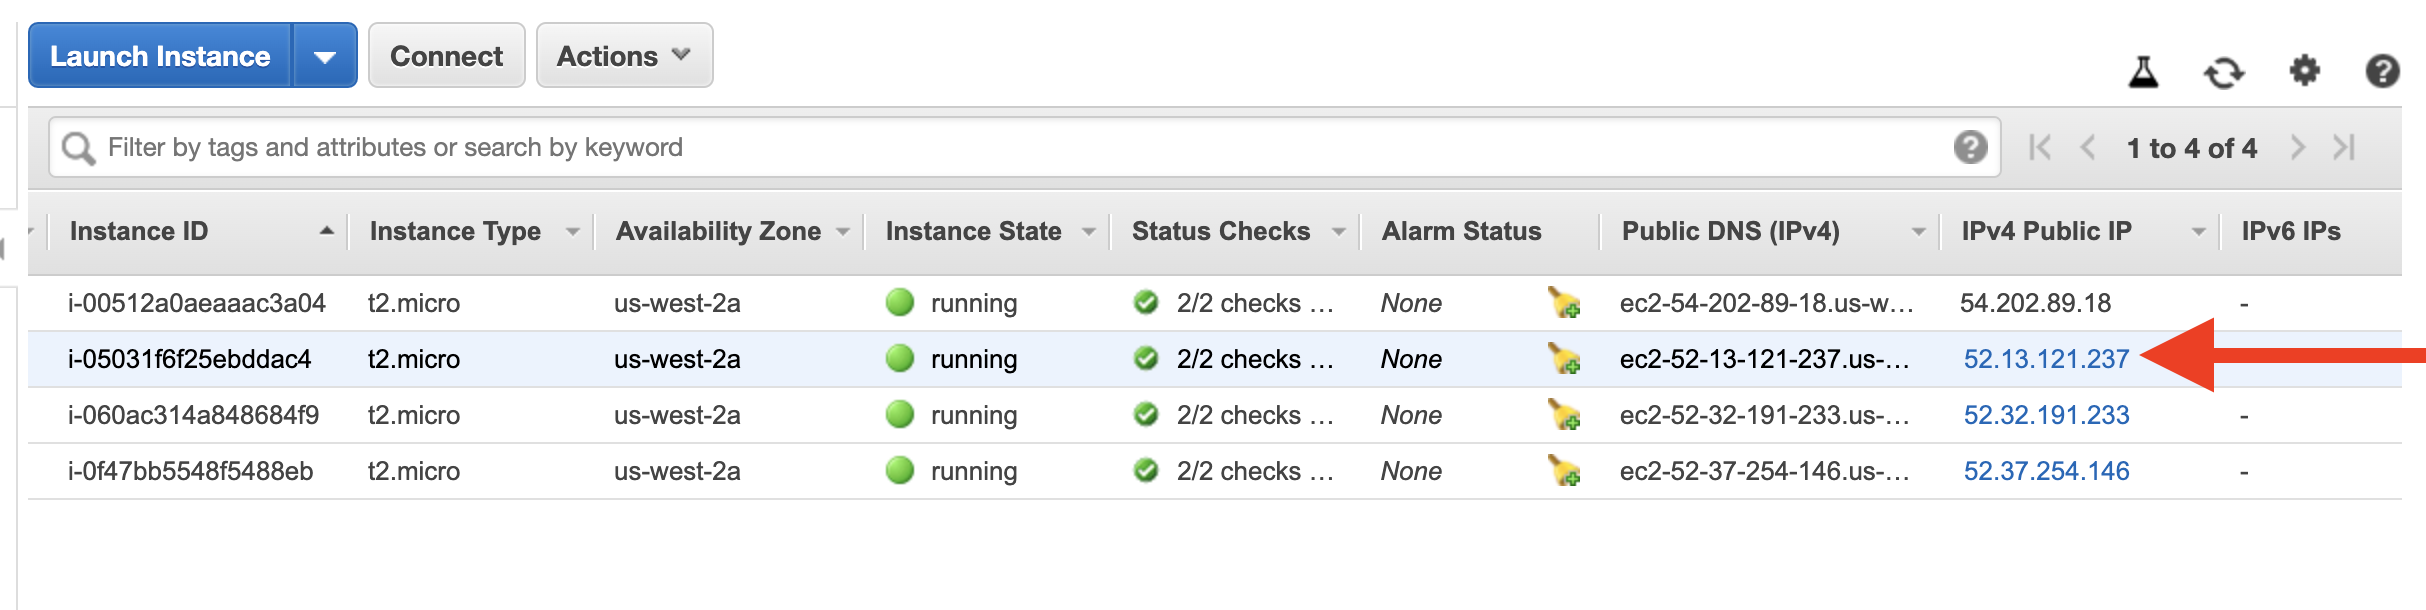 Launch Instance Connect Actions
Filter by tags and attributes or search by keyword 1 to 4 of 4
Instance ID Instance Type Availability Zone Instance State Status Checks Alarm Status Public DNS (IPv4) IPv4 Public IP IPv6 IPs
i-00512a0aeaaac3a04 t2.micro us-west-2a running 2/2 checks … None ec2-54-202-89-18.us-w… 54.202.89.18 -
i-05031f6f25ebddac4 t2.micro us-west-2a running 2/2 checks … None ec2-52-13-121-237.us-… 52.13.121.237
i-060ac314a848684f9 t2.micro us-west-2a running 2/2 checks … None ec2-52-32-191-233.us-… 52.32.191.233 -
i-0f47bb5548f5488eb t2.micro us-west-2a running 2/2 checks … None ec2-52-37-254-146.us-… 52.37.254.146 -